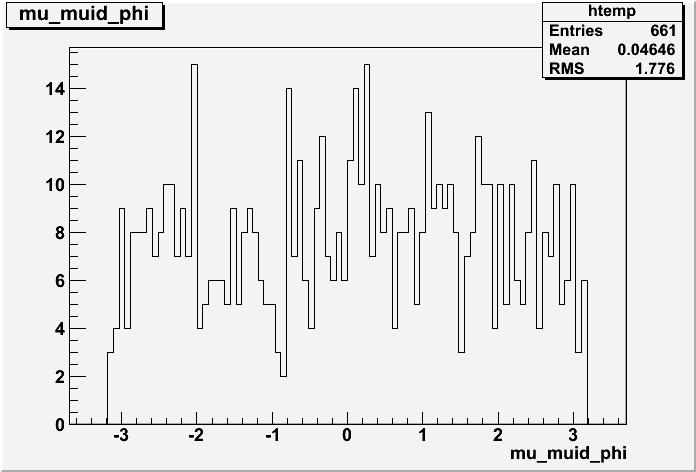 mu_muid_phi
htemp
Entries 661
Mean 0.04646
RMS 1.776
14
12
10
8
6
4
2
0
-3 -2 -1 0 1 2 3
mu_muid_phi